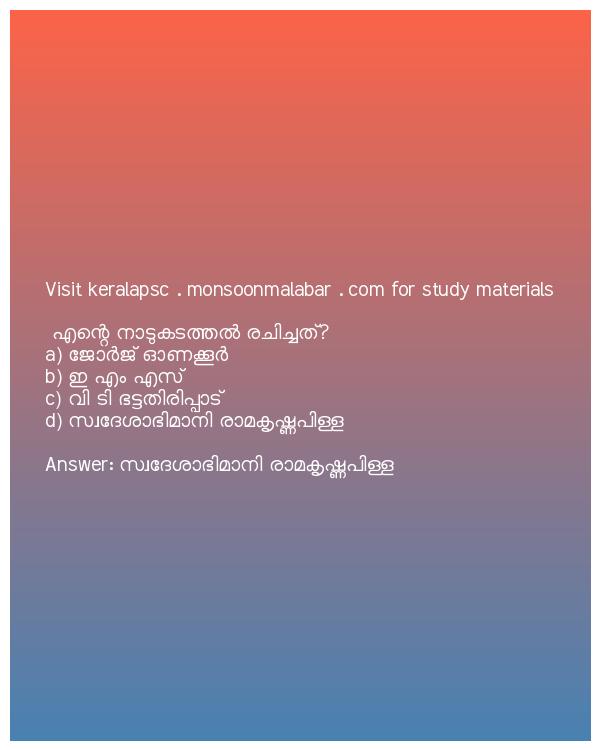 Visit keralapsc . monsoonmalabar . com for study materials
എന്റെ നാടുകടത്തൽ രചിച്ചത്?
a) ജോർജ് ഓണക്കൂർ
b) ഇ എം എസ്
c) വി ടി ഭട്ടതിരിപ്പാട്
d) സ്വദേശാഭിമാനി രാമകൃഷ്ണപിള്ള
Answer: സ്വദേശാഭിമാനി രാമകൃഷ്ണപിള്ള